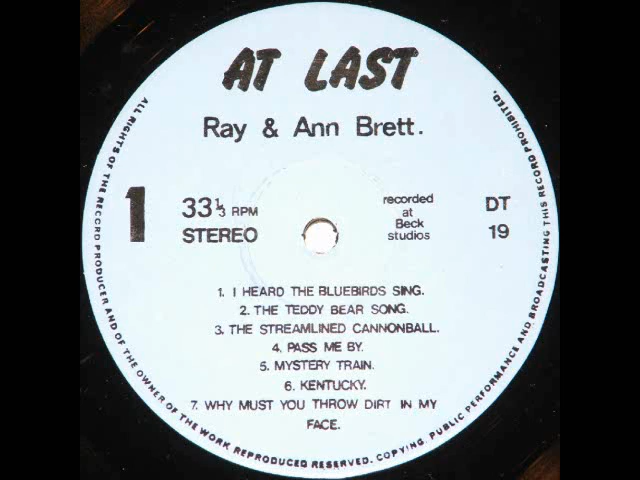 AT LAST
Ray & Ann Brett.
1
33⅓ RPM
STEREO
recorded
at
Beck
studios
DT
19
1. I HEARD THE BLUEBIRDS SING.
2. THE TEDDY BEAR SONG.
3. THE STREAMLINED CANNONBALL.
4. PASS ME BY.
5. MYSTERY TRAIN.
6. KENTUCKY.
7. WHY MUST YOU THROW DIRT IN MY
FACE.
ALL RIGHTS OF THE RECORD PRODUCER AND OF THE OWNER OF THE WORK REPRODUCED RESERVED. COPYING, PUBLIC PERFORMANCE AND BROADCASTING THIS RECORD PROHIBITED.